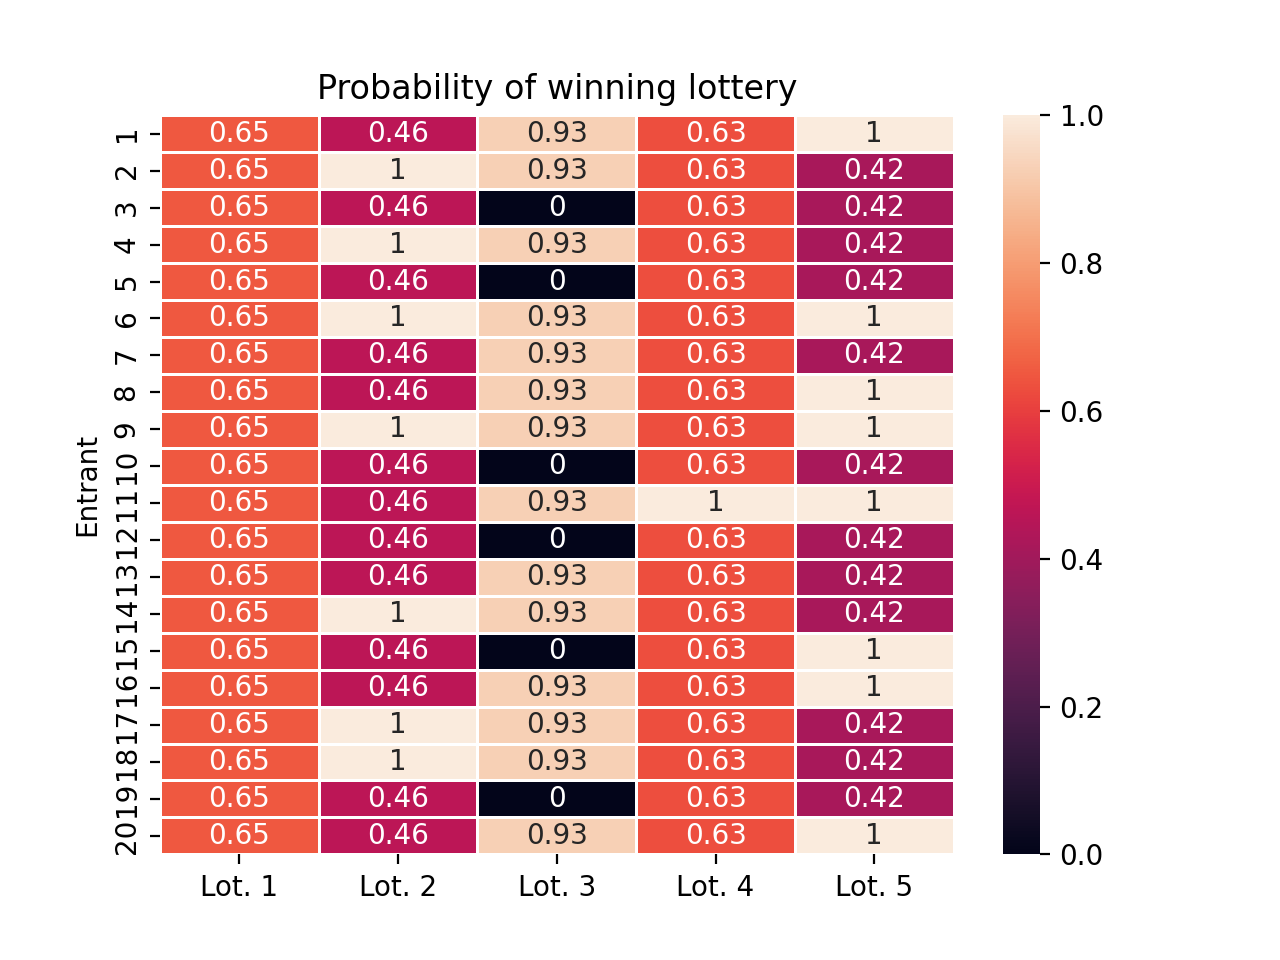 Probability of winning lottery
1 0.65 0.46 0.93 0.63 1
2 0.65 1 0.93 0.63 0.42
3 0.65 0.46 0 0.63 0.42
4 0.65 1 0.93 0.63 0.42
5 0.65 0.46 0 0.63 0.42
6 0.65 1 0.93 0.63 1
7 0.65 0.46 0.93 0.63 0.42
8 0.65 0.46 0.93 0.63 1
9 0.65 1 0.93 0.63 1
10 0.65 0.46 0 0.63 0.42
11 0.65 0.46 0.93 1 1
12 0.65 0.46 0 0.63 0.42
13 0.65 0.46 0.93 0.63 0.42
14 0.65 1 0.93 0.63 0.42
15 0.65 0.46 0 0.63 1
16 0.65 0.46 0.93 0.63 1
17 0.65 1 0.93 0.63 0.42
18 0.65 1 0.93 0.63 0.42
19 0.65 0.46 0 0.63 0.42
20 0.65 0.46 0.93 0.63 1
Lot. 1 Lot. 2 Lot. 3 Lot. 4 Lot. 5
Entrant
1.0
0.8
0.6
0.4
0.2
0.0